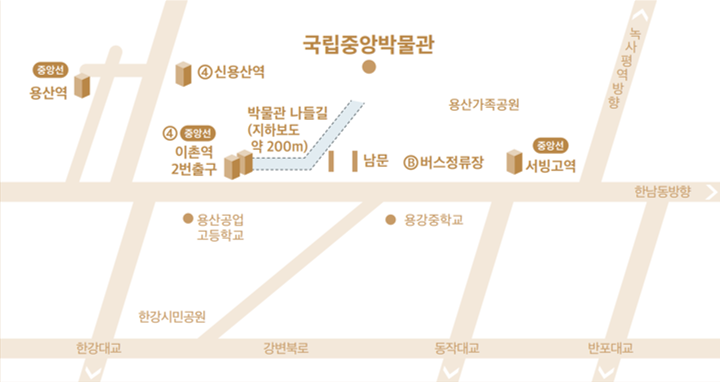 국립중앙박물관
녹사평역방향
중앙선
용산역
④신용산역
박물관 나들길
(지하보도
약 200m)
용산가족공원
④ 중앙선
이촌역
2번출구
남문
Ⓑ버스정류장
중앙선
서빙고역
한남동방향
용산공업
고등학교
용강중학교
한강시민공원
한강대교
강변북로
동작대교
반포대교